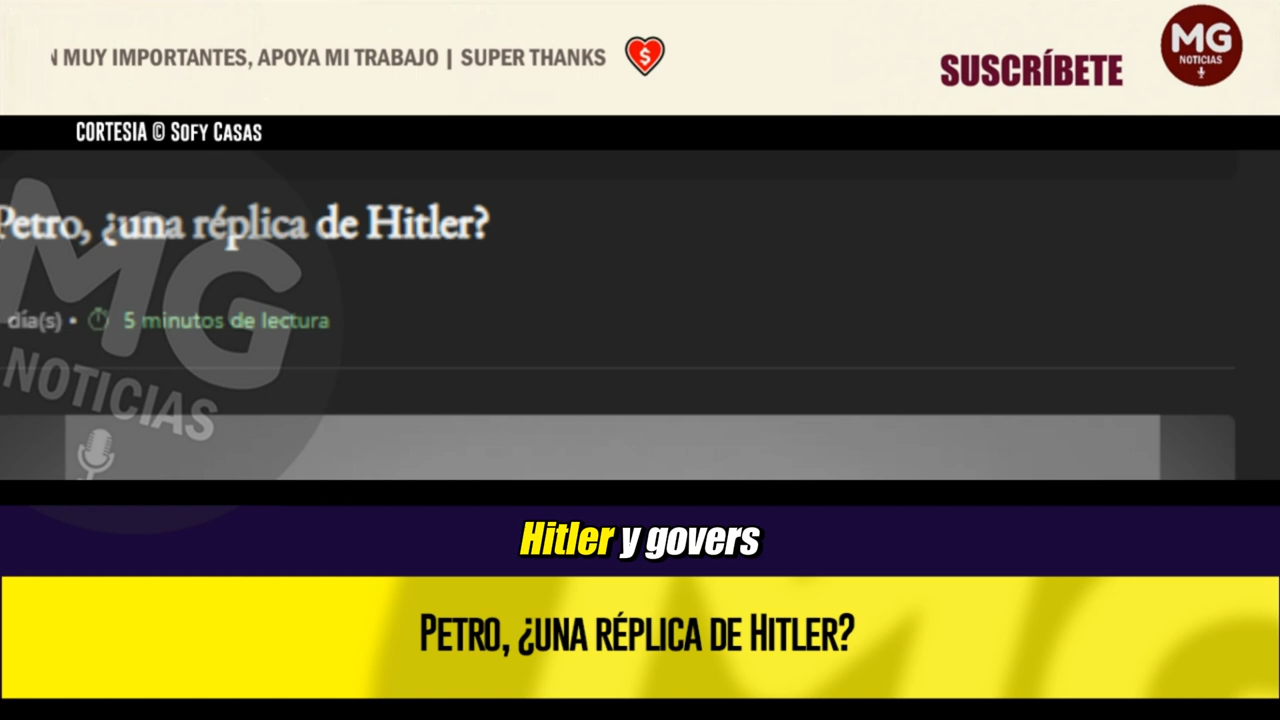 N MUY IMPORTANTES, APOYA MI TRABAJO | SUPER THANKS
$
SUSCRÍBETE
MG
NOTICIAS
CORTESIA © SOFY CASAS
Petro, ¿una réplica de Hitler?
día(s) • 5 minutos de lectura
MG
NOTICIAS
Hitler y govers
PETRO, ¿UNA RÉPLICA DE HITLER?